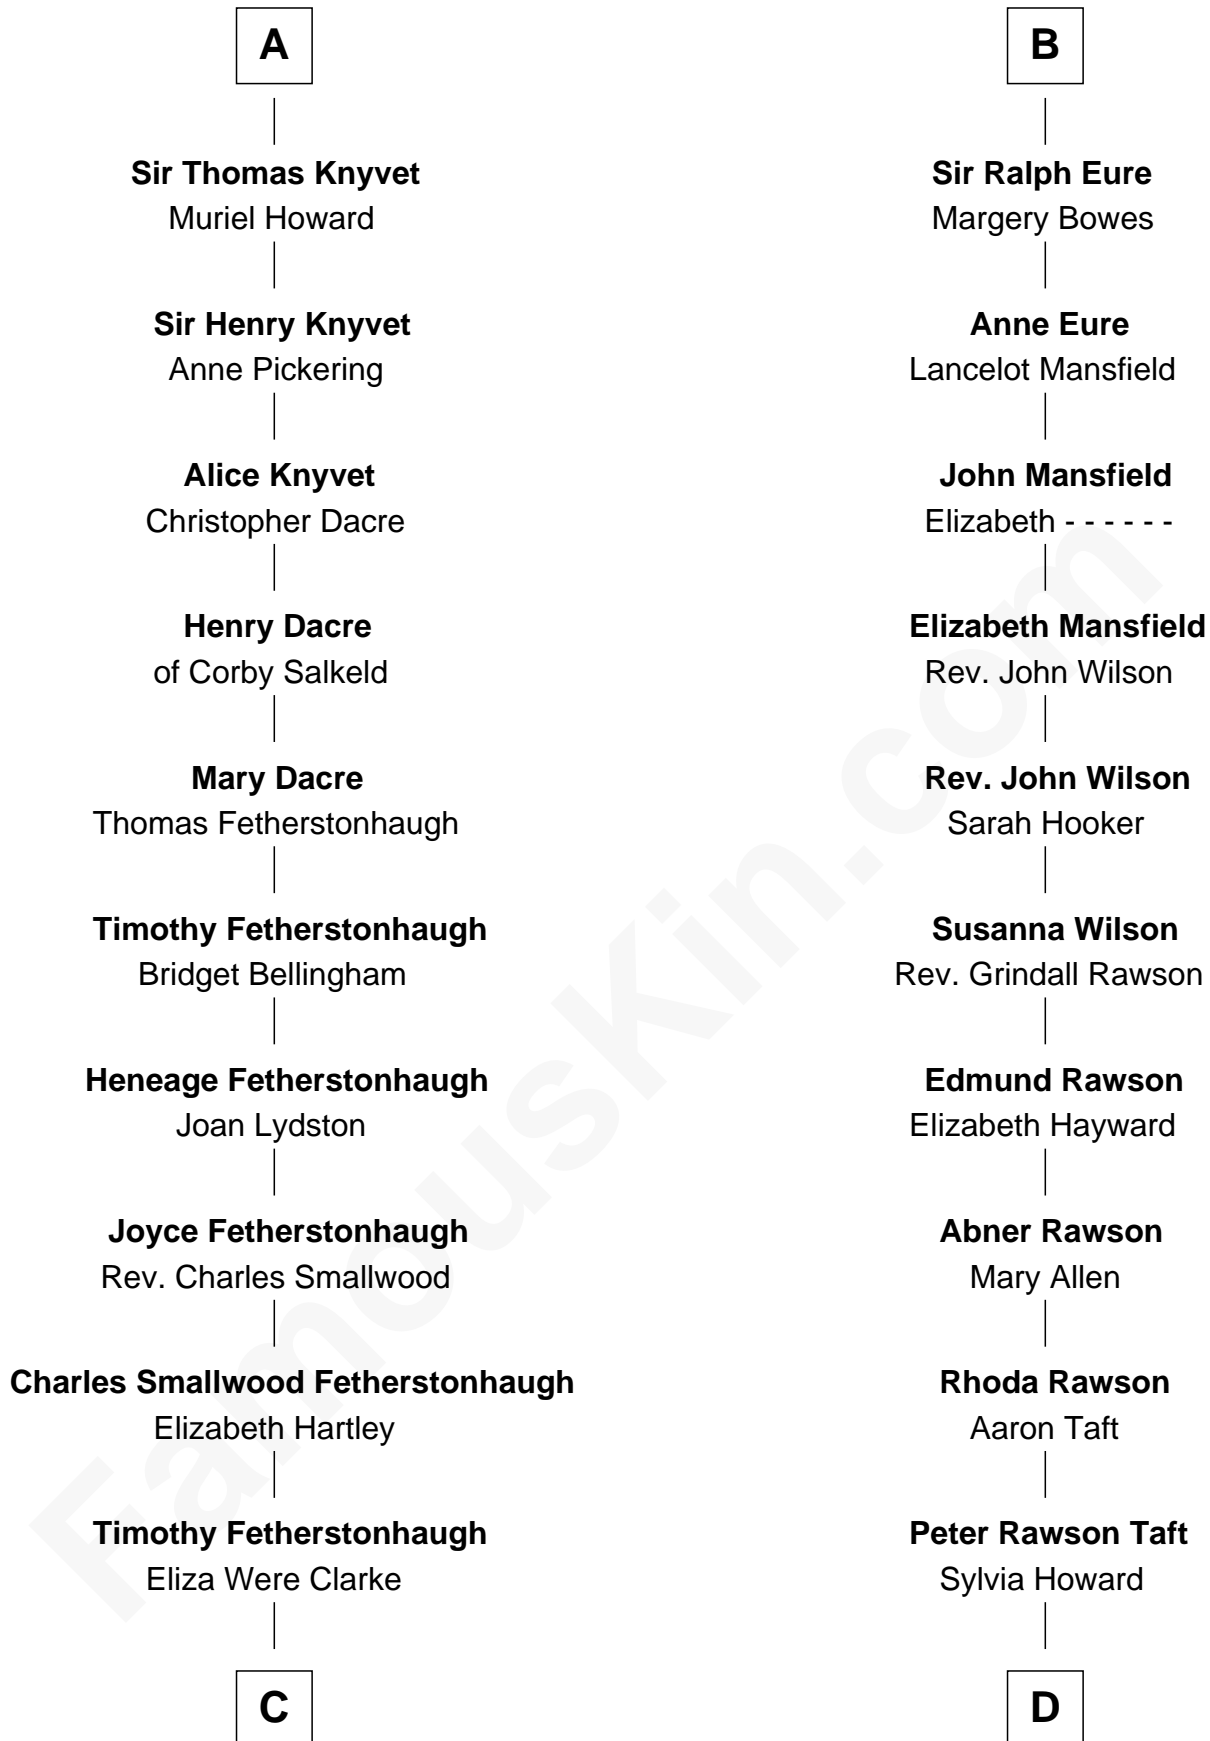 A
Sir Thomas Knyvet
Muriel Howard
Sir Henry Knyvet
Anne Pickering
Alice Knyvet
Christopher Dacre
Henry Dacre
of Corby Salkeld
Mary Dacre
Thomas Fetherstonhaugh
Timothy Fetherstonhaugh
Bridget Bellingham
Heneage Fetherstonhaugh
Joan Lydston
Joyce Fetherstonhaugh
Rev. Charles Smallwood
Charles Smallwood Fetherstonhaugh
Elizabeth Hartley
Timothy Fetherstonhaugh
Eliza Were Clarke
C
B
Sir Ralph Eure
Margery Bowes
Anne Eure
Lancelot Mansfield
John Mansfield
Elizabeth - - - - - -
Elizabeth Mansfield
Rev. John Wilson
Rev. John Wilson
Sarah Hooker
Susanna Wilson
Rev. Grindall Rawson
Edmund Rawson
Elizabeth Hayward
Abner Rawson
Mary Allen
Rhoda Rawson
Aaron Taft
Peter Rawson Taft
Sylvia Howard
D
FamousKin.com